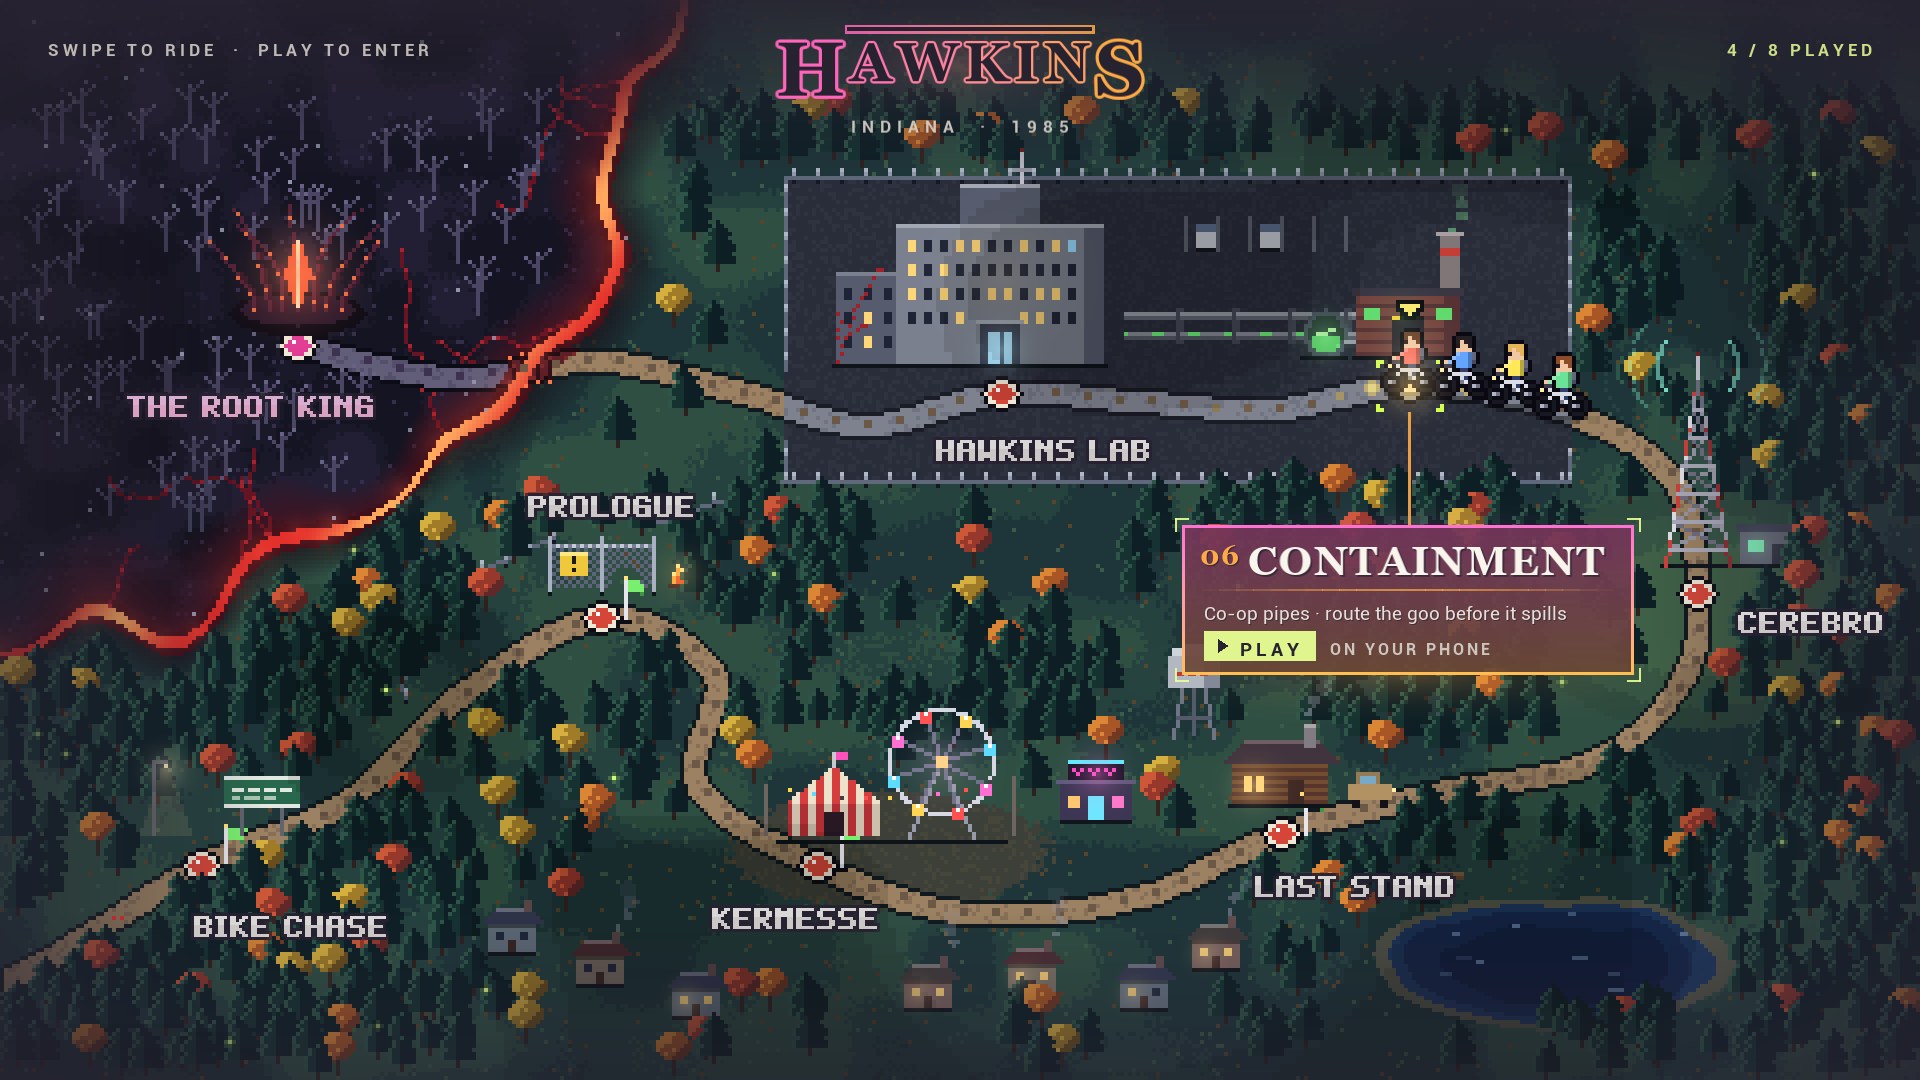 SWIPE TO RIDE · PLAY TO ENTER
HAWKINS
INDIANA · 1985
4 / 8 PLAYED
THE ROOT KING
HAWKINS LAB
PROLOGUE
!
06 CONTAINMENT
Co-op pipes · route the goo before it spills
PLAY ON YOUR PHONE
CEREBRO
LAST STAND
KERMESSE
BIKE CHASE